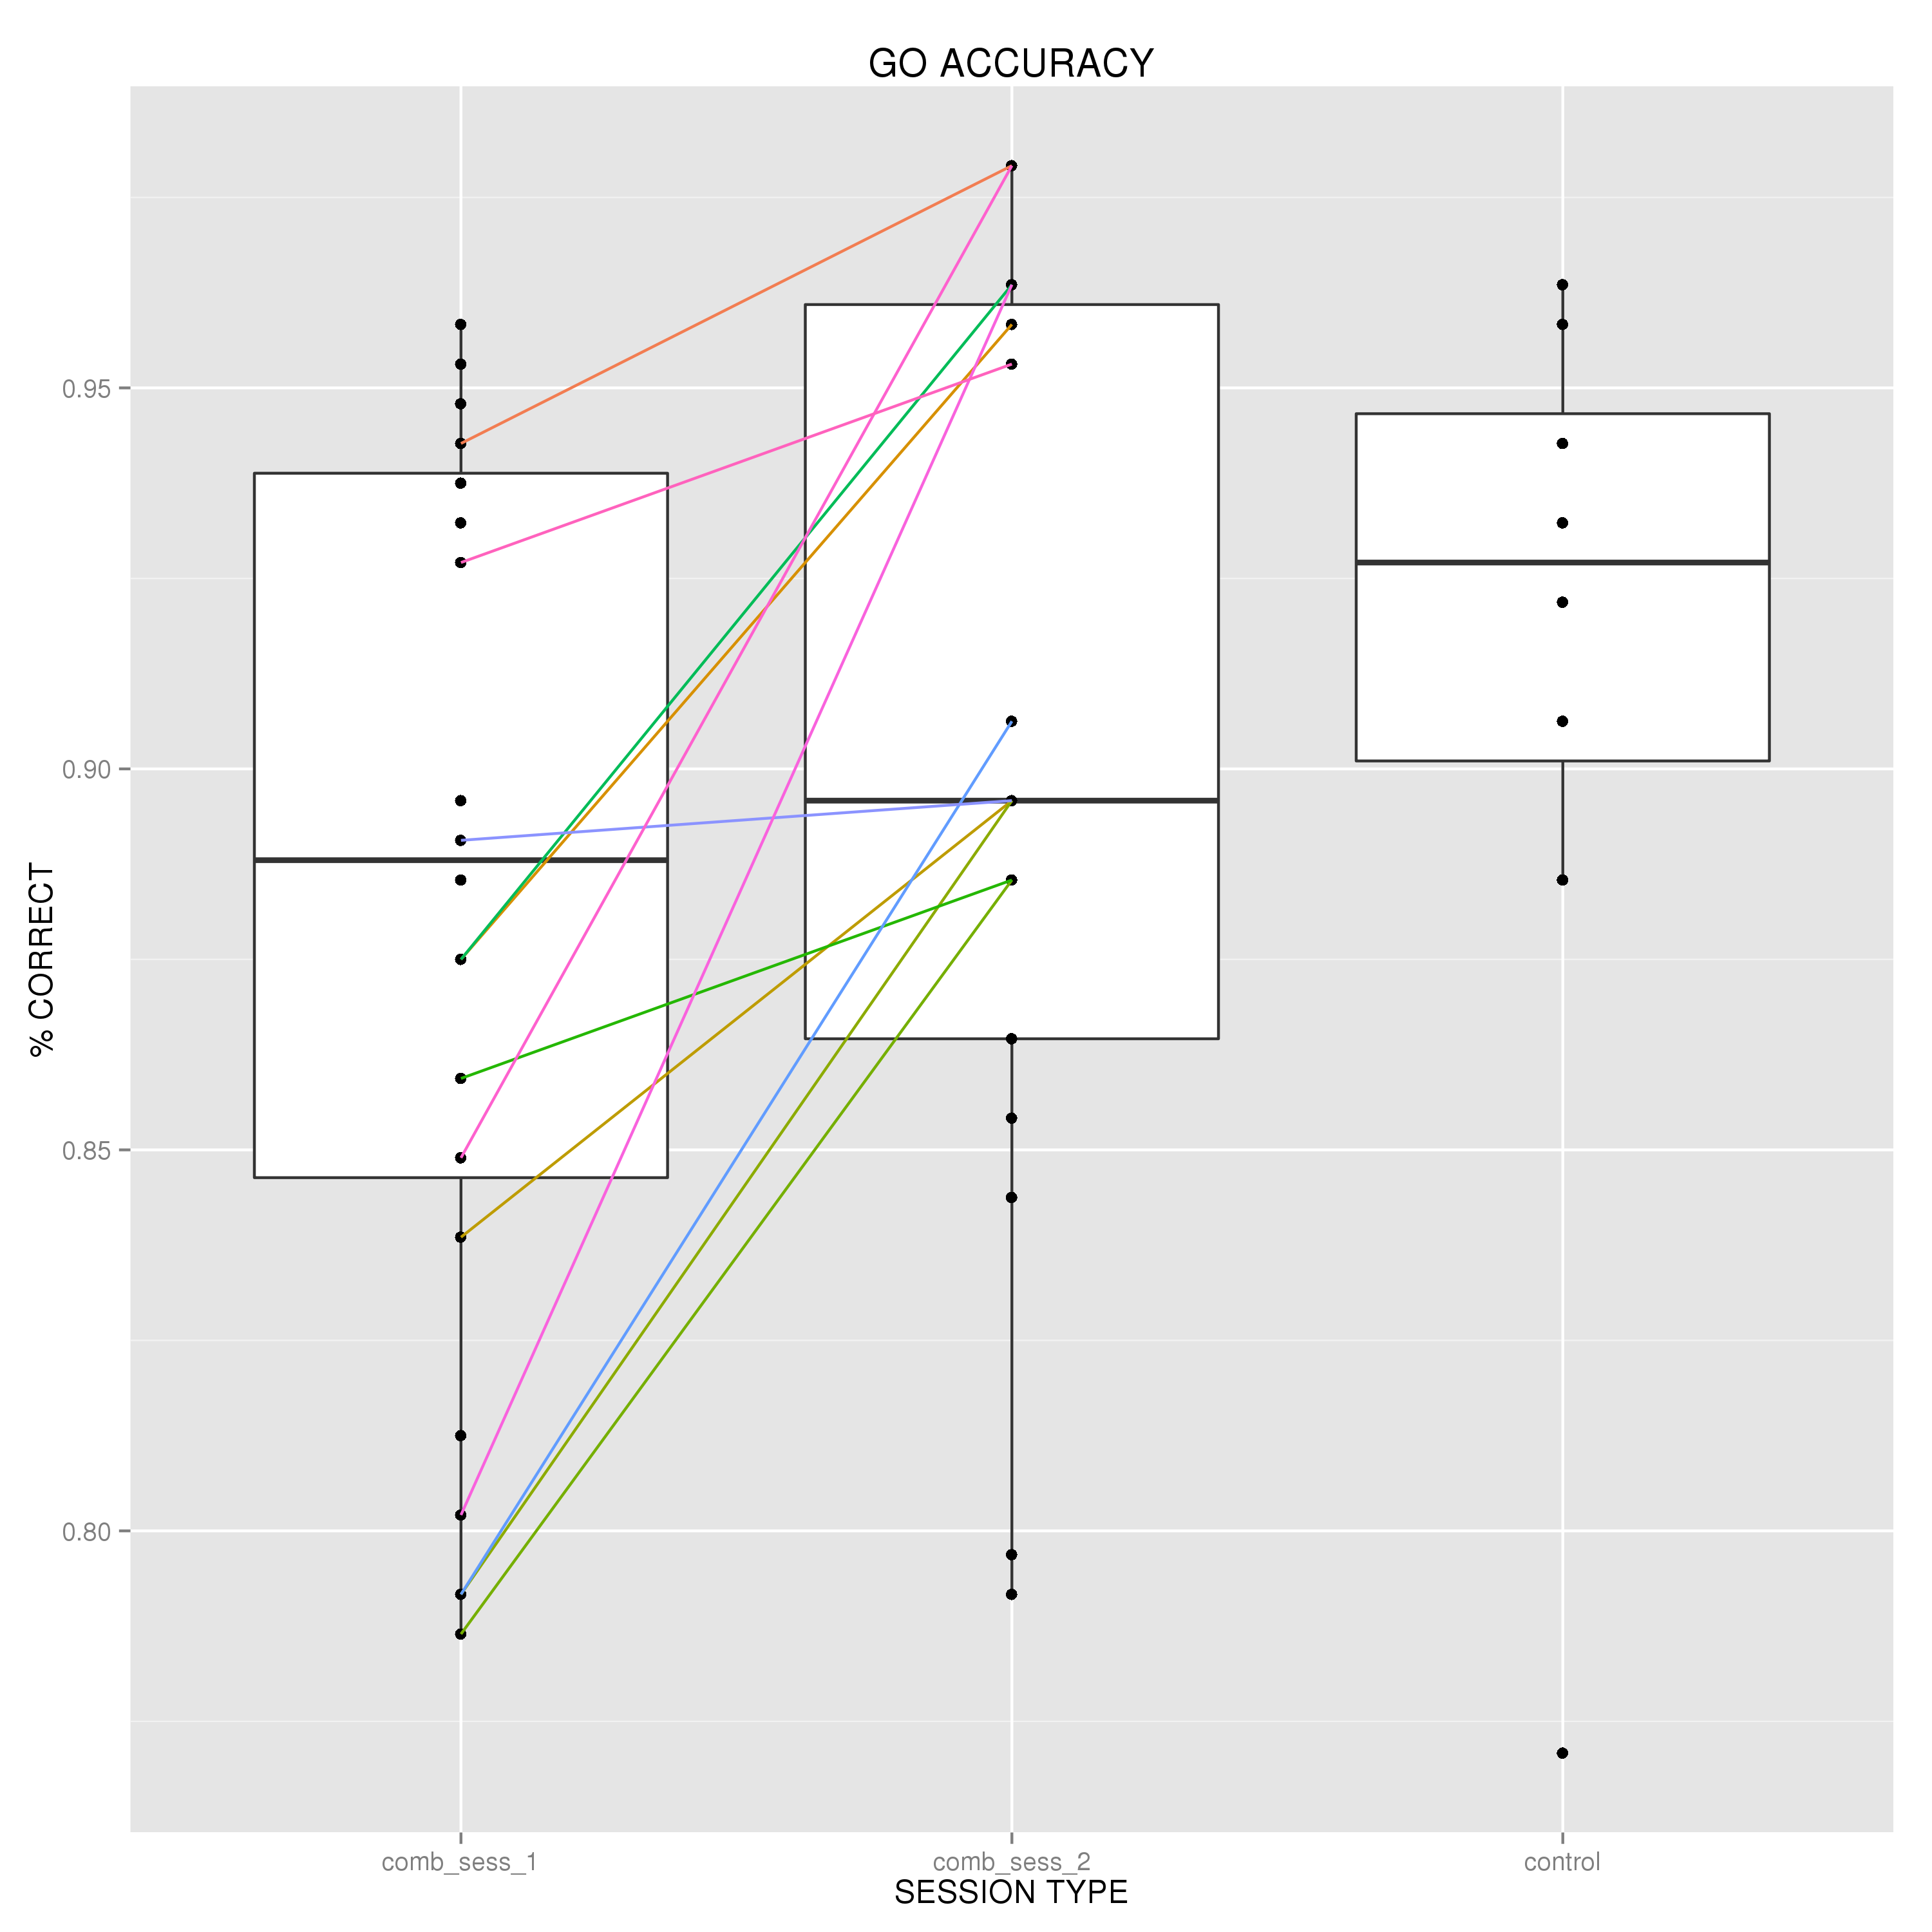 GO ACCURACY
% CORRECT
0.95
0.90
0.85
0.80
comb_sess_1
comb_sess_2
control
SESSION TYPE